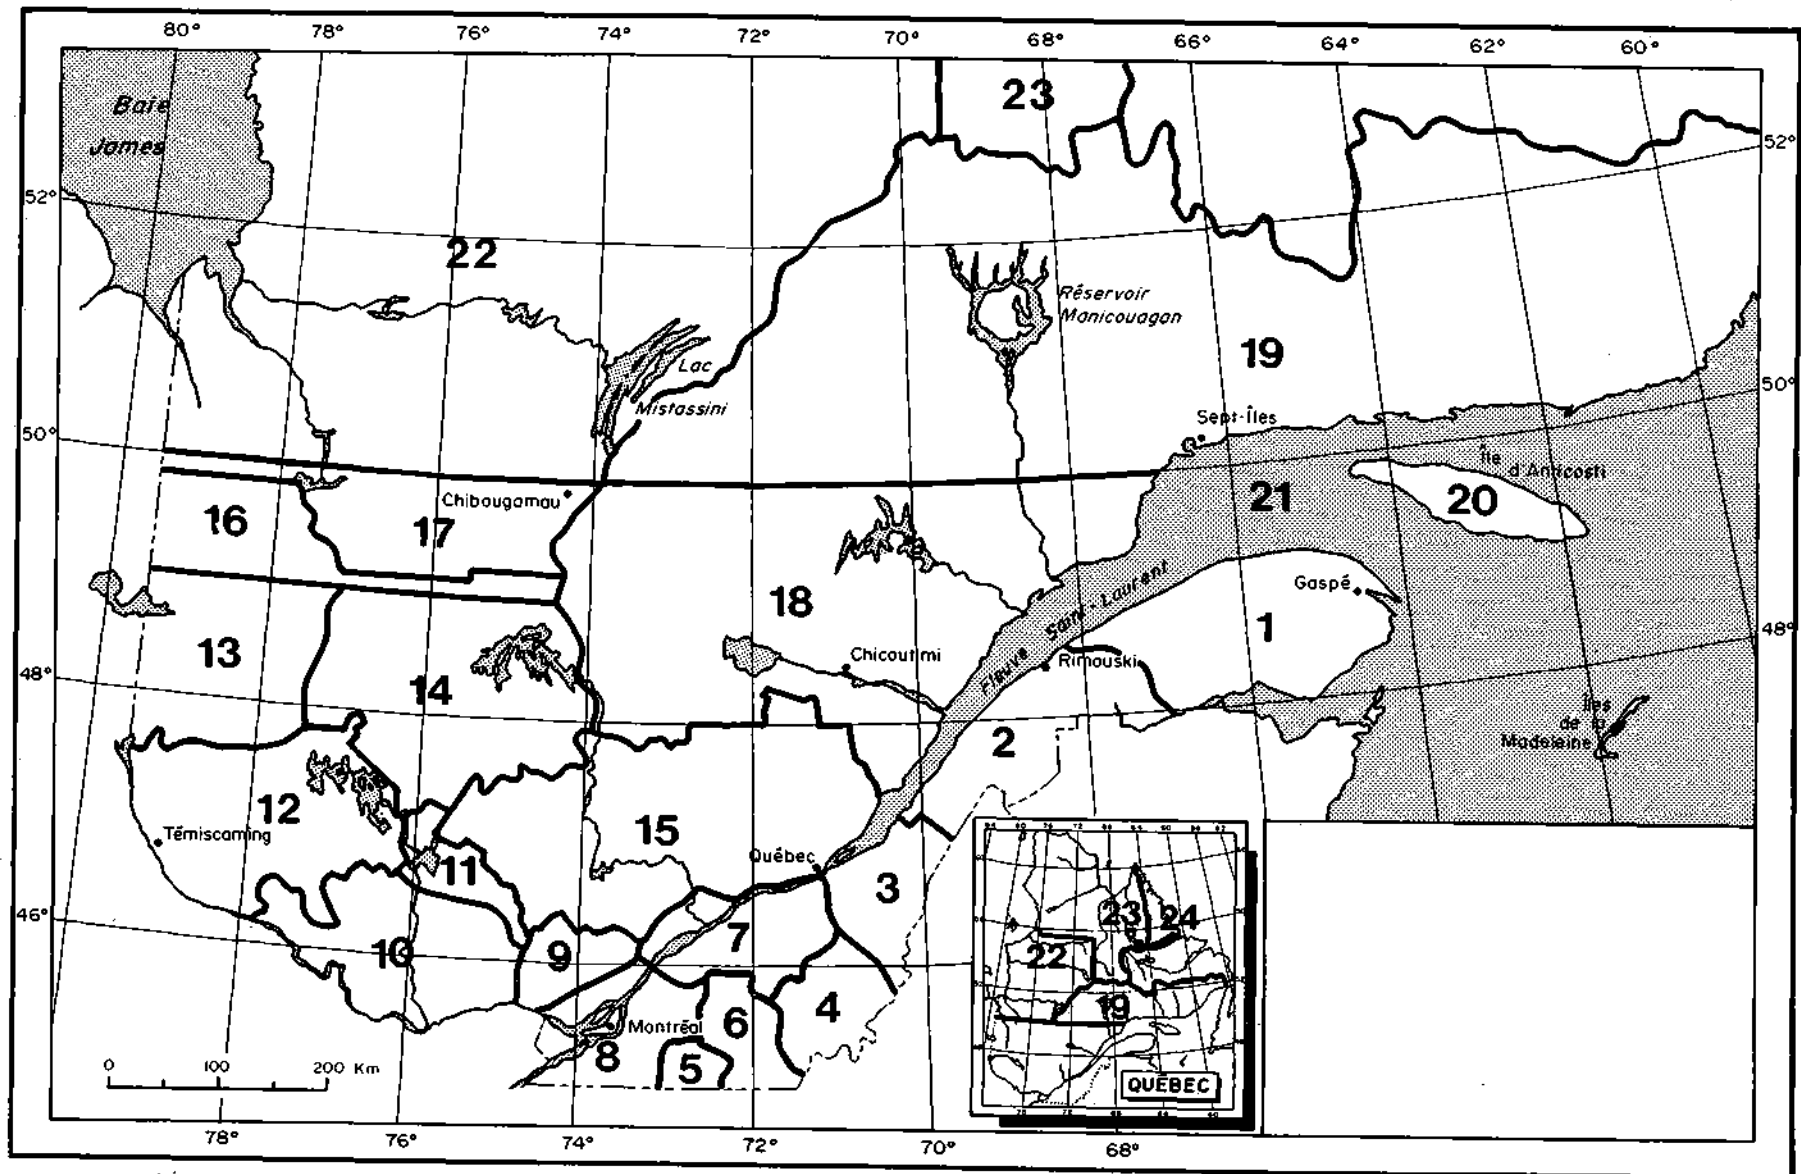 80° 78° 76° 74° 72° 70° 68° 66° 64° 62° 60°
Baie
James
23
52°
52°
22
Réservoir
Manicouagan
19
Lac
Mistassini
50°
50°
Sept-Îles
Île
d'Anticosti
Chibougamau
16
17
21
20
18
Fleuve Saint-Laurent
Gaspé
1
48°
48°
13
14
Chicoutimi
Rimouski
2
Îles
de la
Madeleine
12
Témiscaming
15
Québec
11
3
46°
10
9
7
4
6
Montréal
8
5
0 100 200 Km
23 24
22
19
QUÉBEC
78° 76° 74° 72° 70° 68°